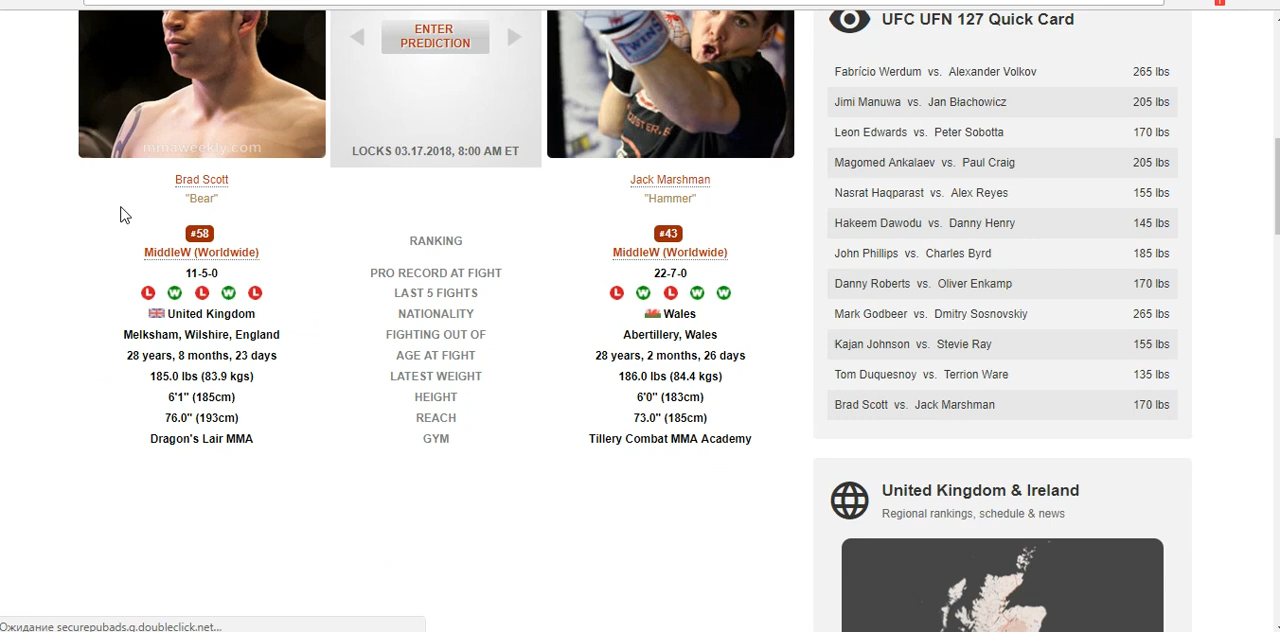 ENTER
PREDICTION
TWINS
mmaweekly.com
LOCKS 03.17.2018, 8:00 AM ET
Brad Scott
"Bear"
Jack Marshman
"Hammer"
#58
RANKING
#43
MiddleW (Worldwide)
MiddleW (Worldwide)
11-5-0
PRO RECORD AT FIGHT
22-7-0
L W L W L
LAST 5 FIGHTS
L W L W W
United Kingdom
NATIONALITY
Wales
Melksham, Wilshire, England
FIGHTING OUT OF
Abertillery, Wales
28 years, 8 months, 23 days
AGE AT FIGHT
28 years, 2 months, 26 days
185.0 lbs (83.9 kgs)
LATEST WEIGHT
186.0 lbs (84.4 kgs)
6'1" (185cm)
HEIGHT
6'0" (183cm)
76.0" (193cm)
REACH
73.0" (185cm)
Dragon's Lair MMA
GYM
Tillery Combat MMA Academy
UFC UFN 127 Quick Card
Fabrício Werdum vs. Alexander Volkov 265 lbs
Jimi Manuwa vs. Jan Błachowicz 205 lbs
Leon Edwards vs. Peter Sobotta 170 lbs
Magomed Ankalaev vs. Paul Craig 205 lbs
Nasrat Haqparast vs. Alex Reyes 155 lbs
Hakeem Dawodu vs. Danny Henry 145 lbs
John Phillips vs. Charles Byrd 185 lbs
Danny Roberts vs. Oliver Enkamp 170 lbs
Mark Godbeer vs. Dmitry Sosnovskiy 265 lbs
Kajan Johnson vs. Stevie Ray 155 lbs
Tom Duquesnoy vs. Terrion Ware 135 lbs
Brad Scott vs. Jack Marshman 170 lbs
United Kingdom & Ireland
Regional rankings, schedule & news
Ожидание securepubads.g.doubleclick.net...